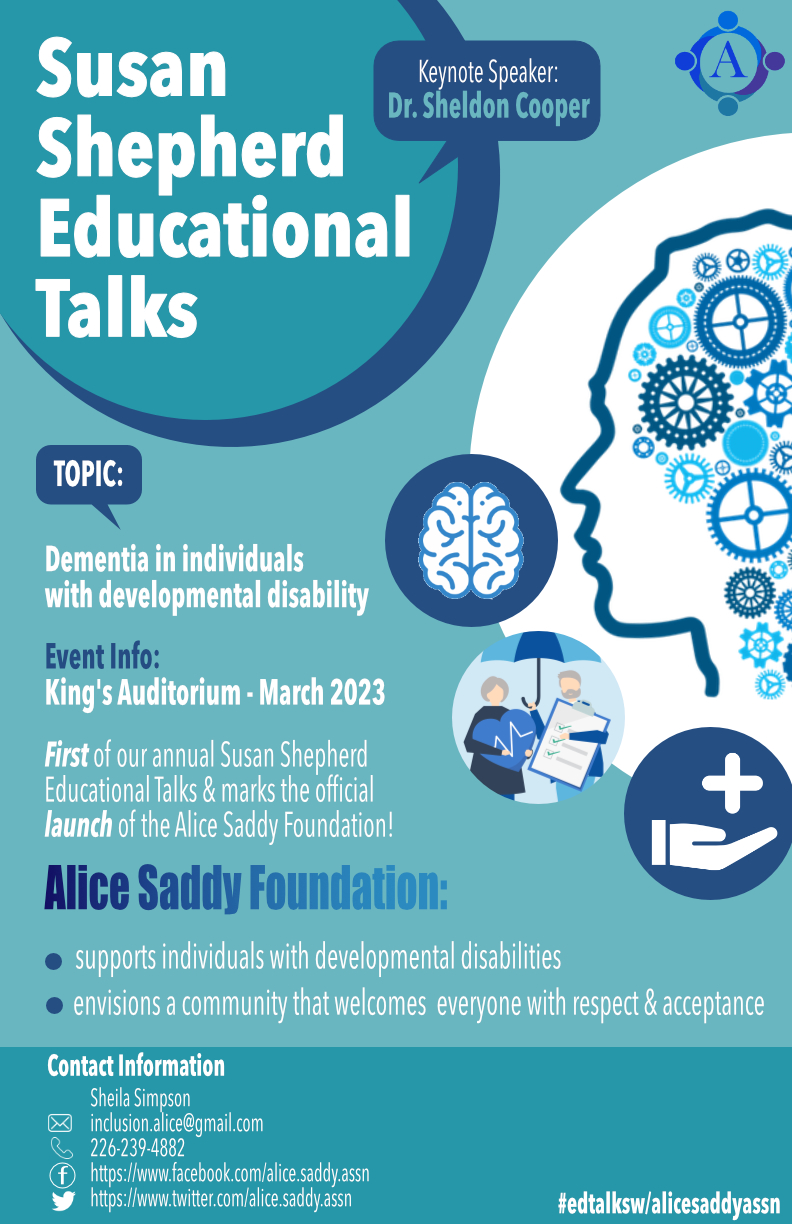 Susan
Shepherd
Educational
Talks
Keynote Speaker:
Dr. Sheldon Cooper
A
TOPIC:
Dementia in individuals
with developmental disability
Event Info:
King's Auditorium - March 2023
First of our annual Susan Shepherd
Educational Talks & marks the official
launch of the Alice Saddy Foundation!
Alice Saddy Foundation:
supports individuals with developmental disabilities
envisions a community that welcomes everyone with respect & acceptance
Contact Information
Sheila Simpson
inclusion.alice@gmail.com
226-239-4882
https://www.facebook.com/alice.saddy.assn
https://www.twitter.com/alice.saddy.assn
#edtalksw/alicesaddyassn